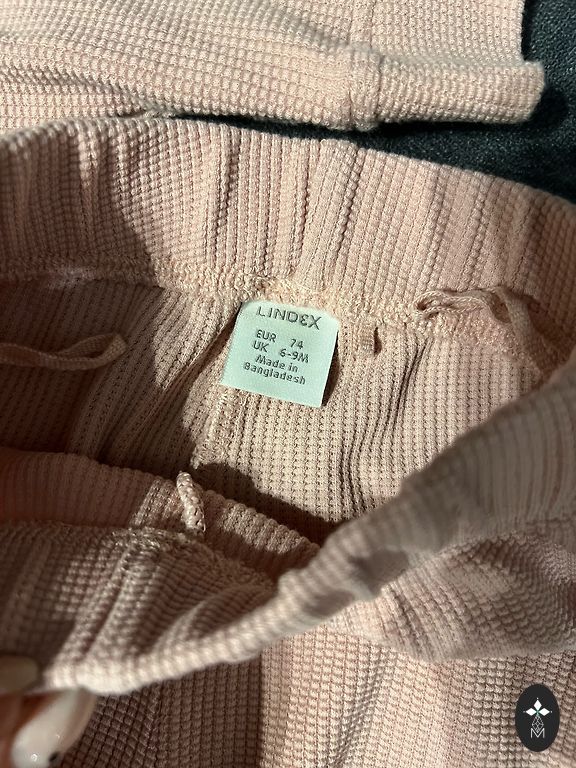 LINDEX
EUR 74
UK 6-9M
Made in
Bangladesh
M